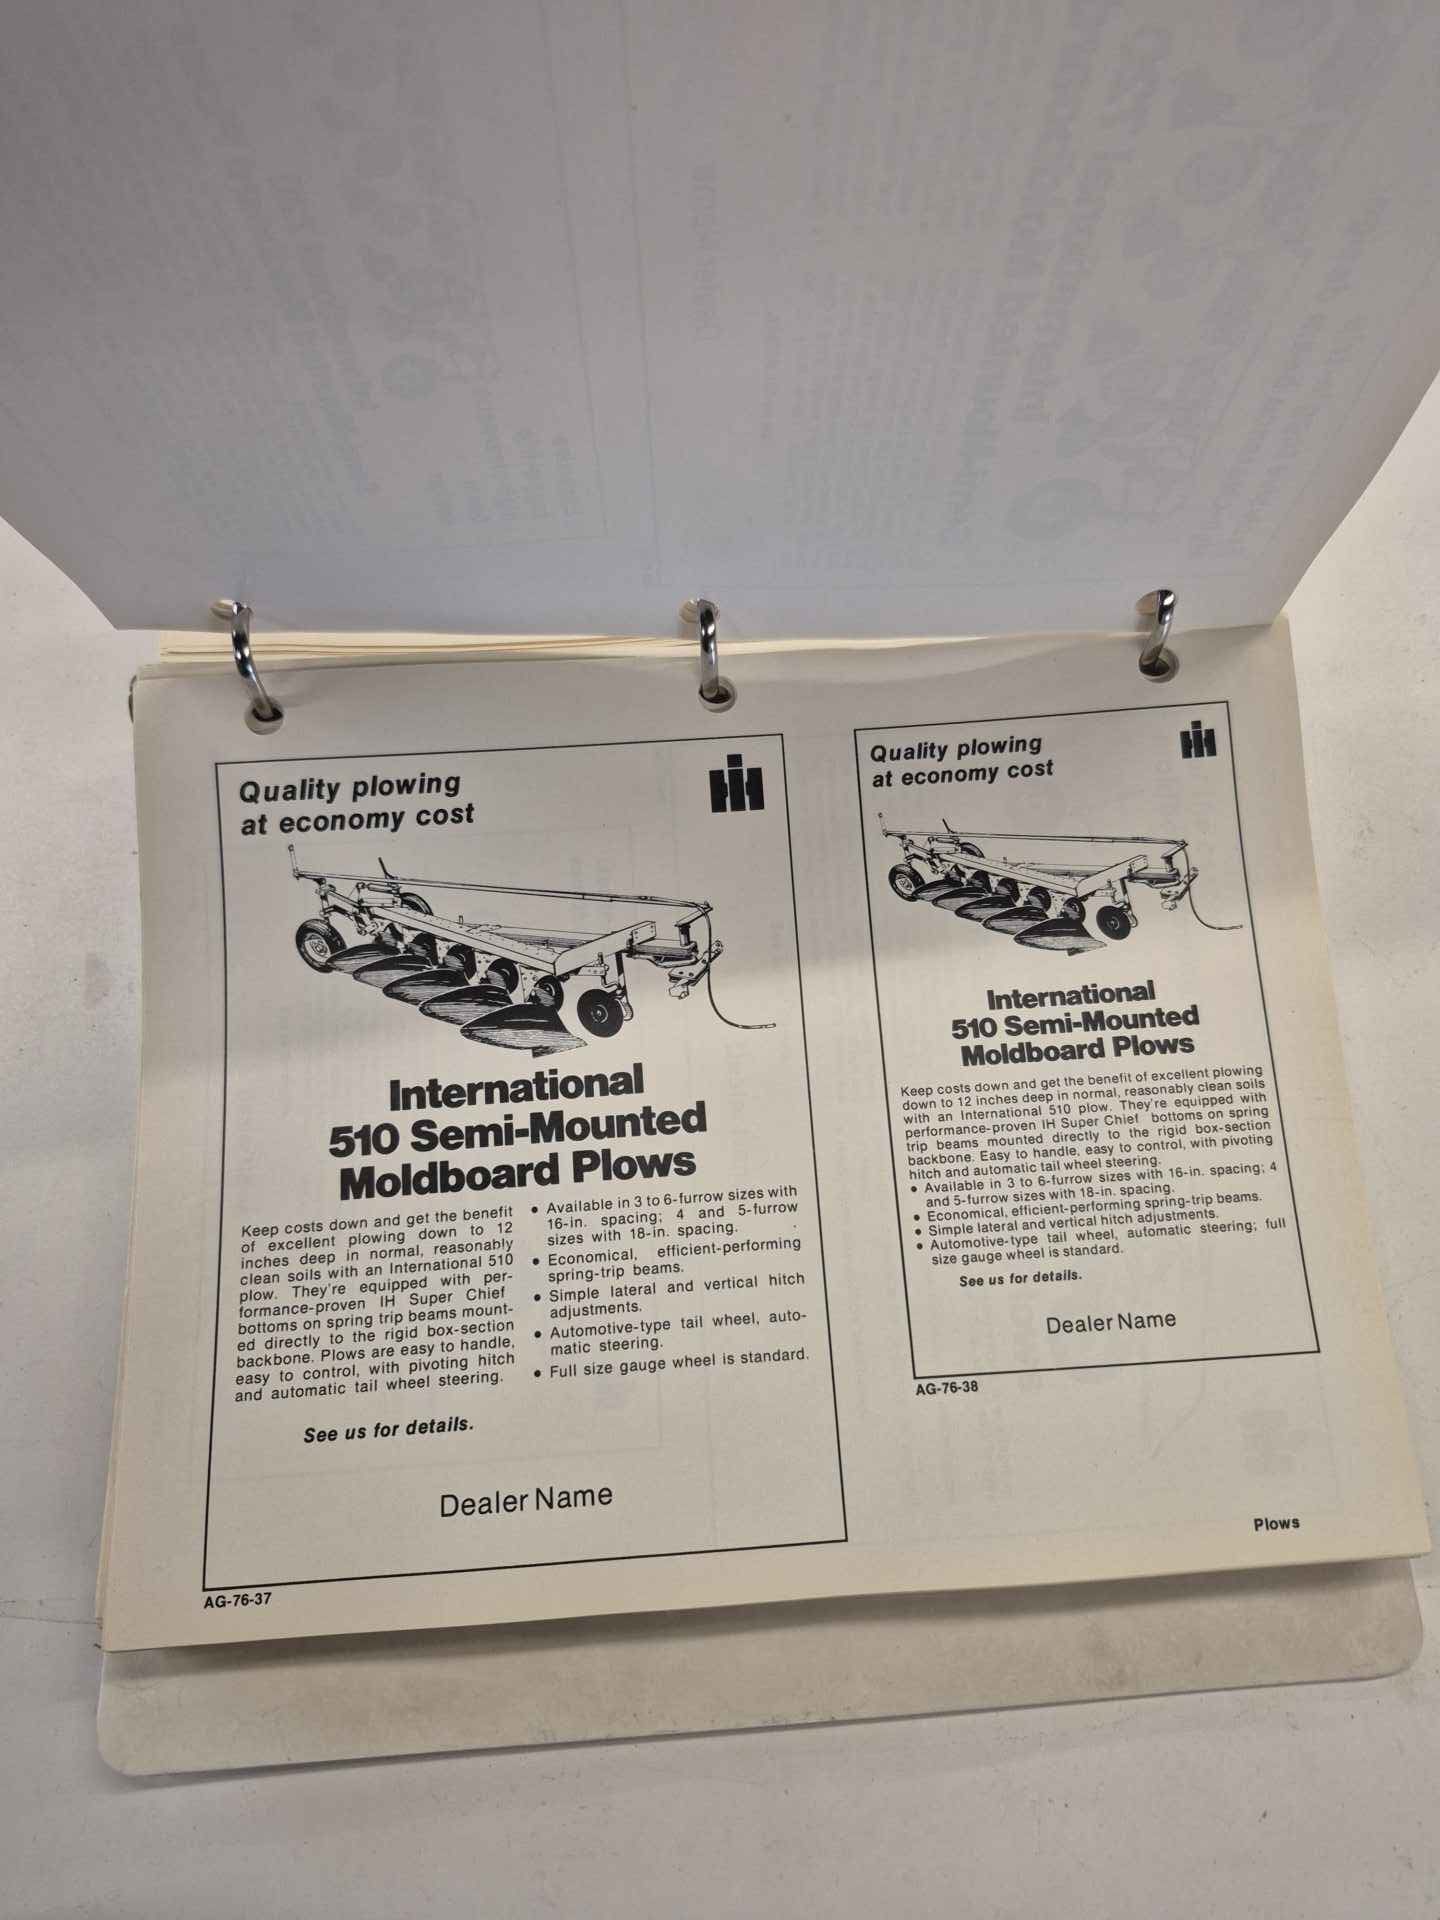 Quality plowing
at economy cost
International
510 Semi-Mounted
Moldboard Plows
Keep costs down and get the benefit
of excellent plowing down to 12
inches deep in normal, reasonably
clean soils with an International 510
plow. They're equipped with per-
formance-proven IH Super Chief
bottoms on spring trip beams mount-
ed directly to the rigid box-section
backbone. Plows are easy to handle,
easy to control, with pivoting hitch
and automatic tail wheel steering.
• Available in 3 to 6-furrow sizes with
16-in. spacing; 4 and 5-furrow
sizes with 18-in. spacing.
• Economical, efficient-performing
spring-trip beams.
• Simple lateral and vertical hitch
adjustments.
• Automotive-type tail wheel, auto-
matic steering.
• Full size gauge wheel is standard.
See us for details.
Dealer Name
AG-76-37
Quality plowing
at economy cost
International
510 Semi-Mounted
Moldboard Plows
Keep costs down and get the benefit of excellent plowing
down to 12 inches deep in normal, reasonably clean soils
with an International 510 plow. They're equipped with
performance-proven IH Super Chief bottoms on spring
trip beams mounted directly to the rigid box-section
backbone. Easy to handle, easy to control, with pivoting
hitch and automatic tail wheel steering.
• Available in 3 to 6-furrow sizes with 16-in. spacing; 4
and 5-furrow sizes with 18-in. spacing.
• Economical, efficient-performing spring-trip beams.
• Simple lateral and vertical hitch adjustments.
• Automotive-type tail wheel, automatic steering; full
size gauge wheel is standard.
See us for details.
Dealer Name
AG-76-38
Plows